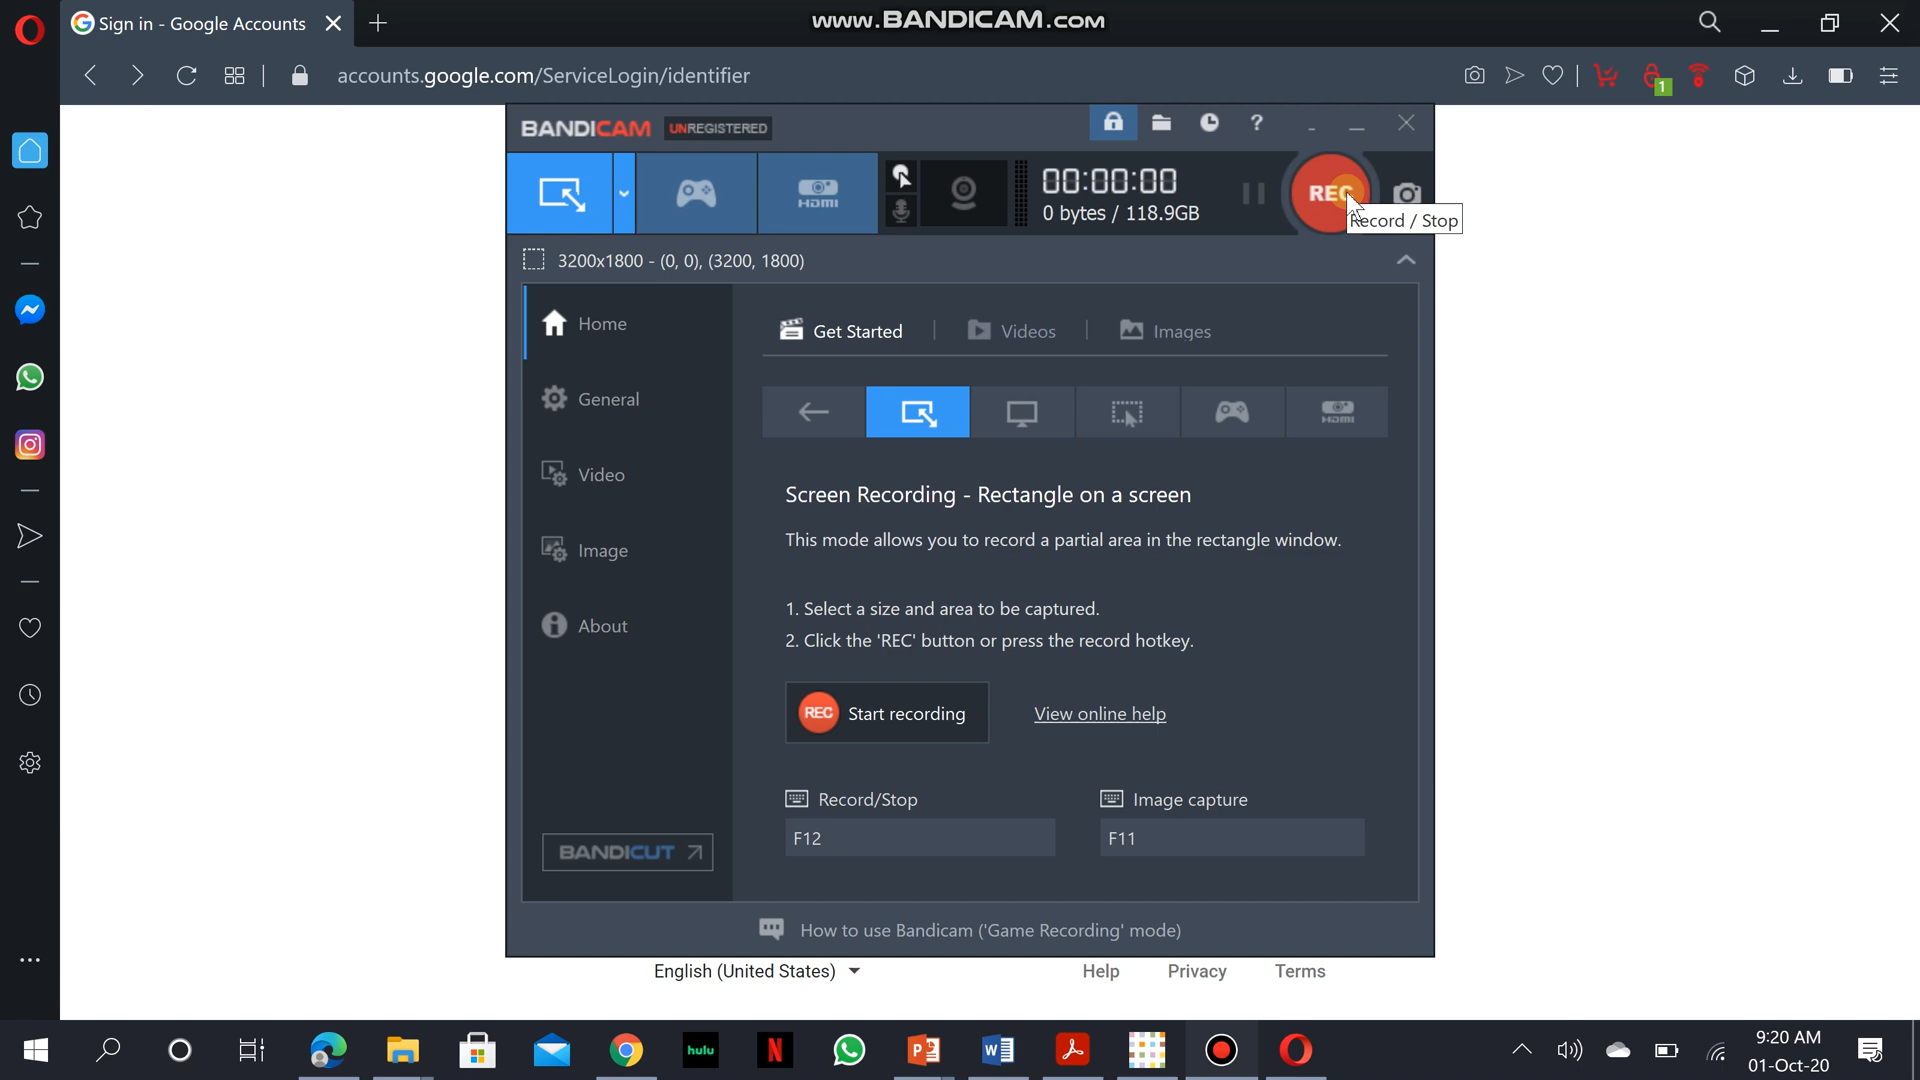 Sign in - Google Accounts
www.BANDICAM.com
accounts.google.com/ServiceLogin/identifier
1
BANDICAM UNREGISTERED
?
HDMI
00:00:00
0 bytes / 118.9GB
REC
Record / Stop
3200x1800 - (0, 0), (3200, 1800)
Home
General
Video
Image
About
BANDICUT
Get Started
Videos
Images
HDMI
Screen Recording - Rectangle on a screen
This mode allows you to record a partial area in the rectangle window.
1. Select a size and area to be captured.
2. Click the 'REC' button or press the record hotkey.
REC Start recording
View online help
Record/Stop
Image capture
F12
F11
How to use Bandicam ('Game Recording' mode)
English (United States)
Help
Privacy
Terms
hulu
N
P
W
9:20 AM
01-Oct-20